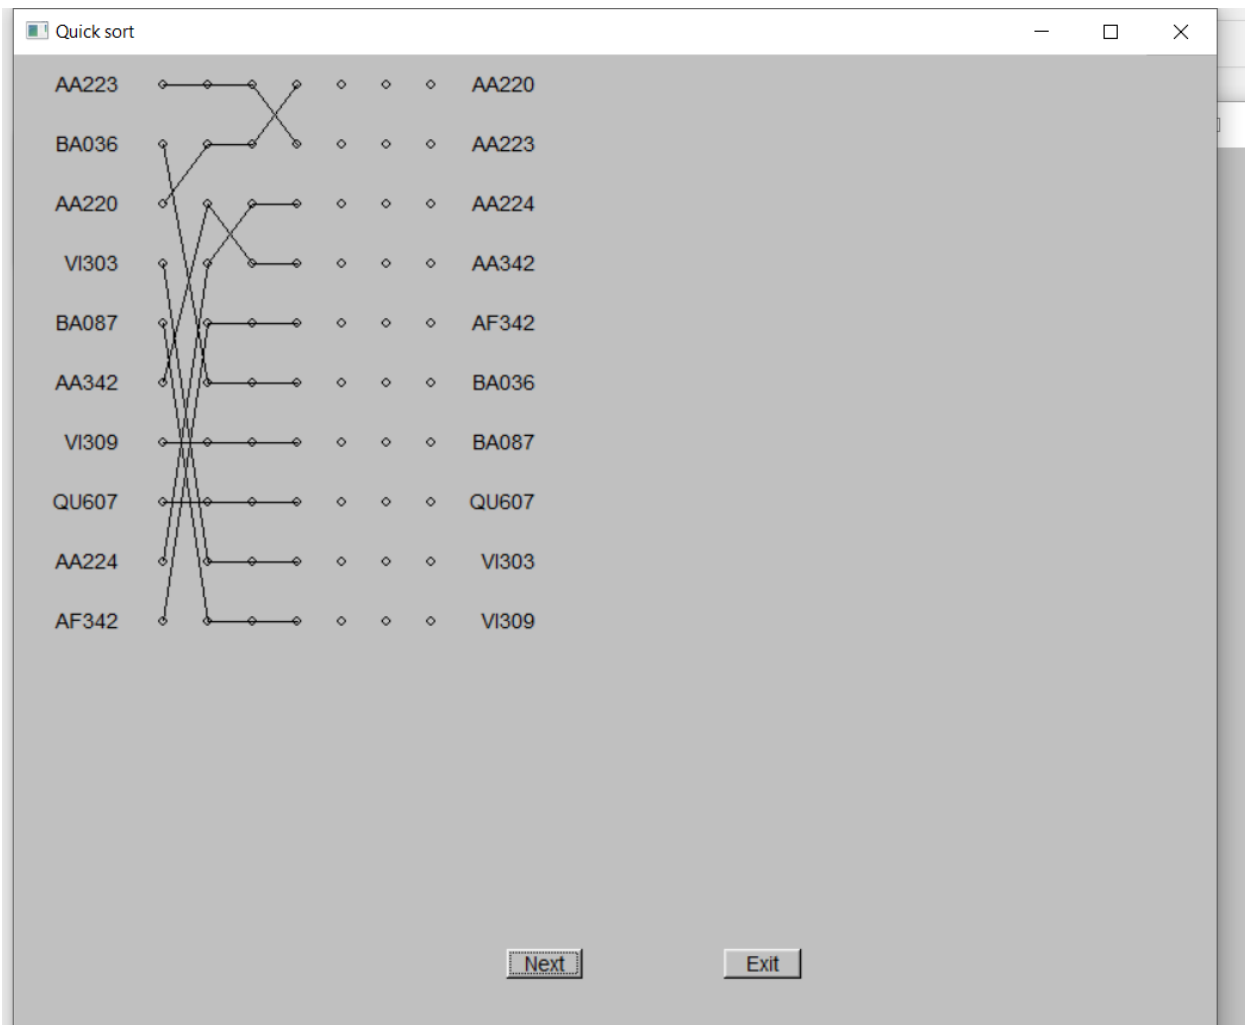 Quick sort
AA223 AA220
BA036 AA223
AA220 AA224
VI303 AA342
BA087 AF342
AA342 BA036
VI309 BA087
QU607 QU607
AA224 VI303
AF342 VI309
Next Exit